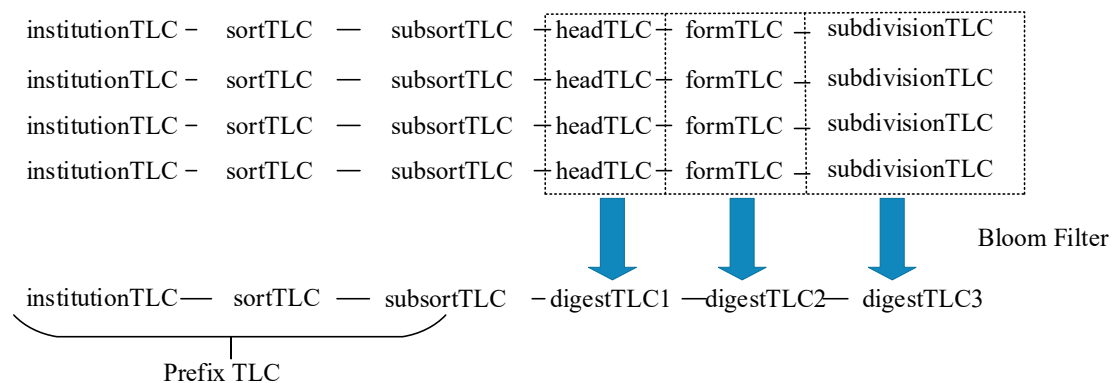 institutionTLC – sortTLC — subsortTLC – headTLC – formTLC – subdivisionTLC
institutionTLC – sortTLC — subsortTLC – headTLC – formTLC – subdivisionTLC
institutionTLC – sortTLC — subsortTLC – headTLC – formTLC – subdivisionTLC
institutionTLC – sortTLC — subsortTLC – headTLC – formTLC – subdivisionTLC
Bloom Filter
institutionTLC — sortTLC — subsortTLC – digestTLC1 — digestTLC2 — digestTLC3
Prefix TLC